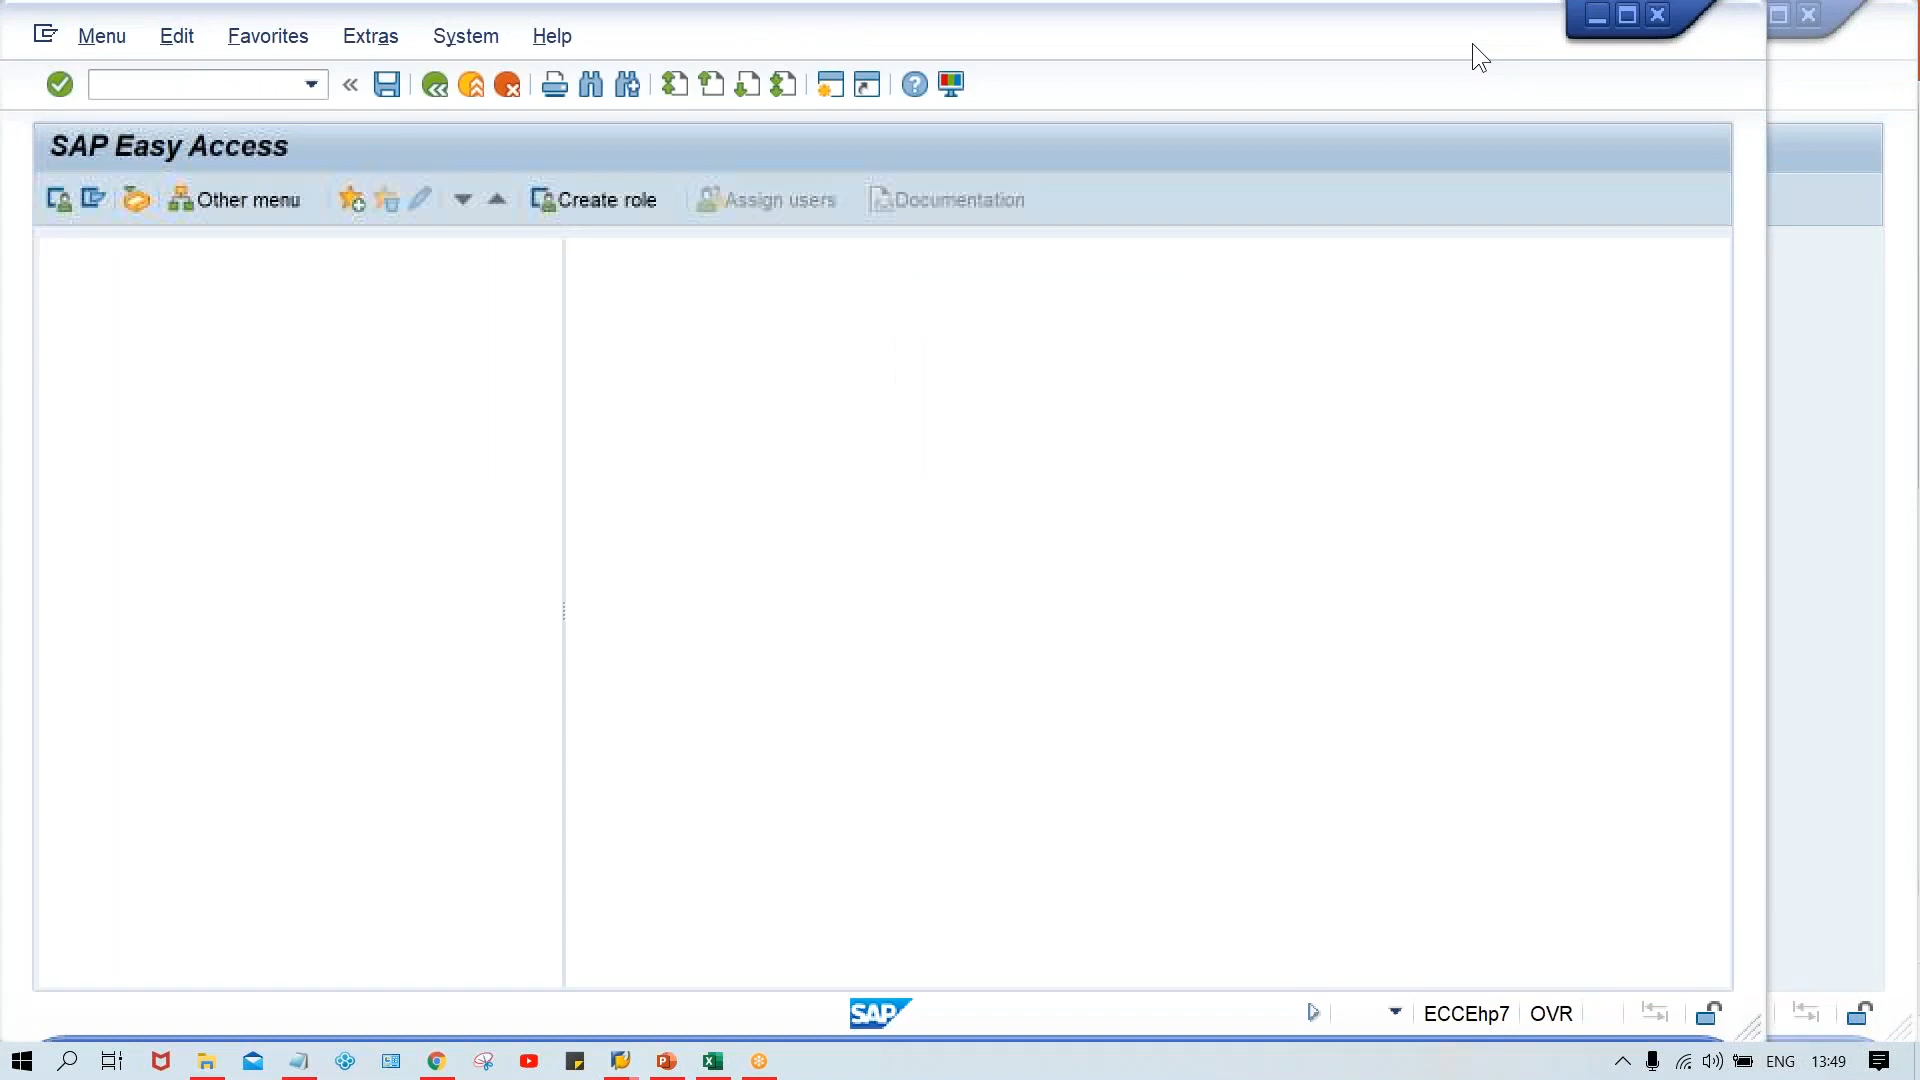 Menu Edit Favorites Extras System Help
SAP Easy Access
Other menu Create role Assign users Documentation
SAP ECCEhp7 OVR
ENG 13:49